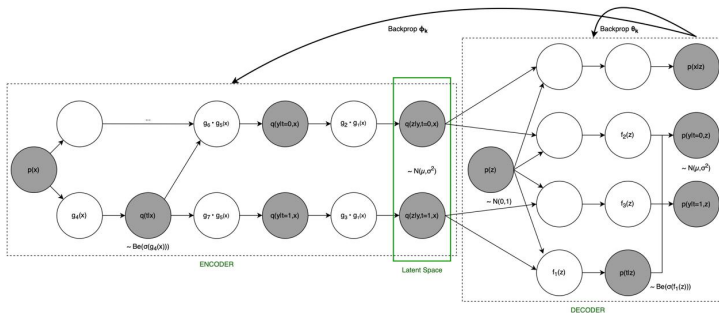 Backprop ϕk
Backprop θk
p(x|z)
...
g6 ∘ g5(x)
q(y|t=0,x)
g2 ∘ g1(x)
q(z|y,t=0,x)
p(x)
~ N(μ,σ²)
f2(z)
p(y|t=0,z)
p(z)
~ N(μ,σ²)
~ N(0,1)
g4(x)
q(t|x)
g7 ∘ g5(x)
q(y|t=1,x)
g3 ∘ g1(x)
q(z|y,t=1,x)
f3(z)
p(y|t=1,z)
~ Be(σ(g4(x)))
ENCODER
Latent Space
f1(z)
p(t|z)
~ Be(σ(f1(z)))
DECODER